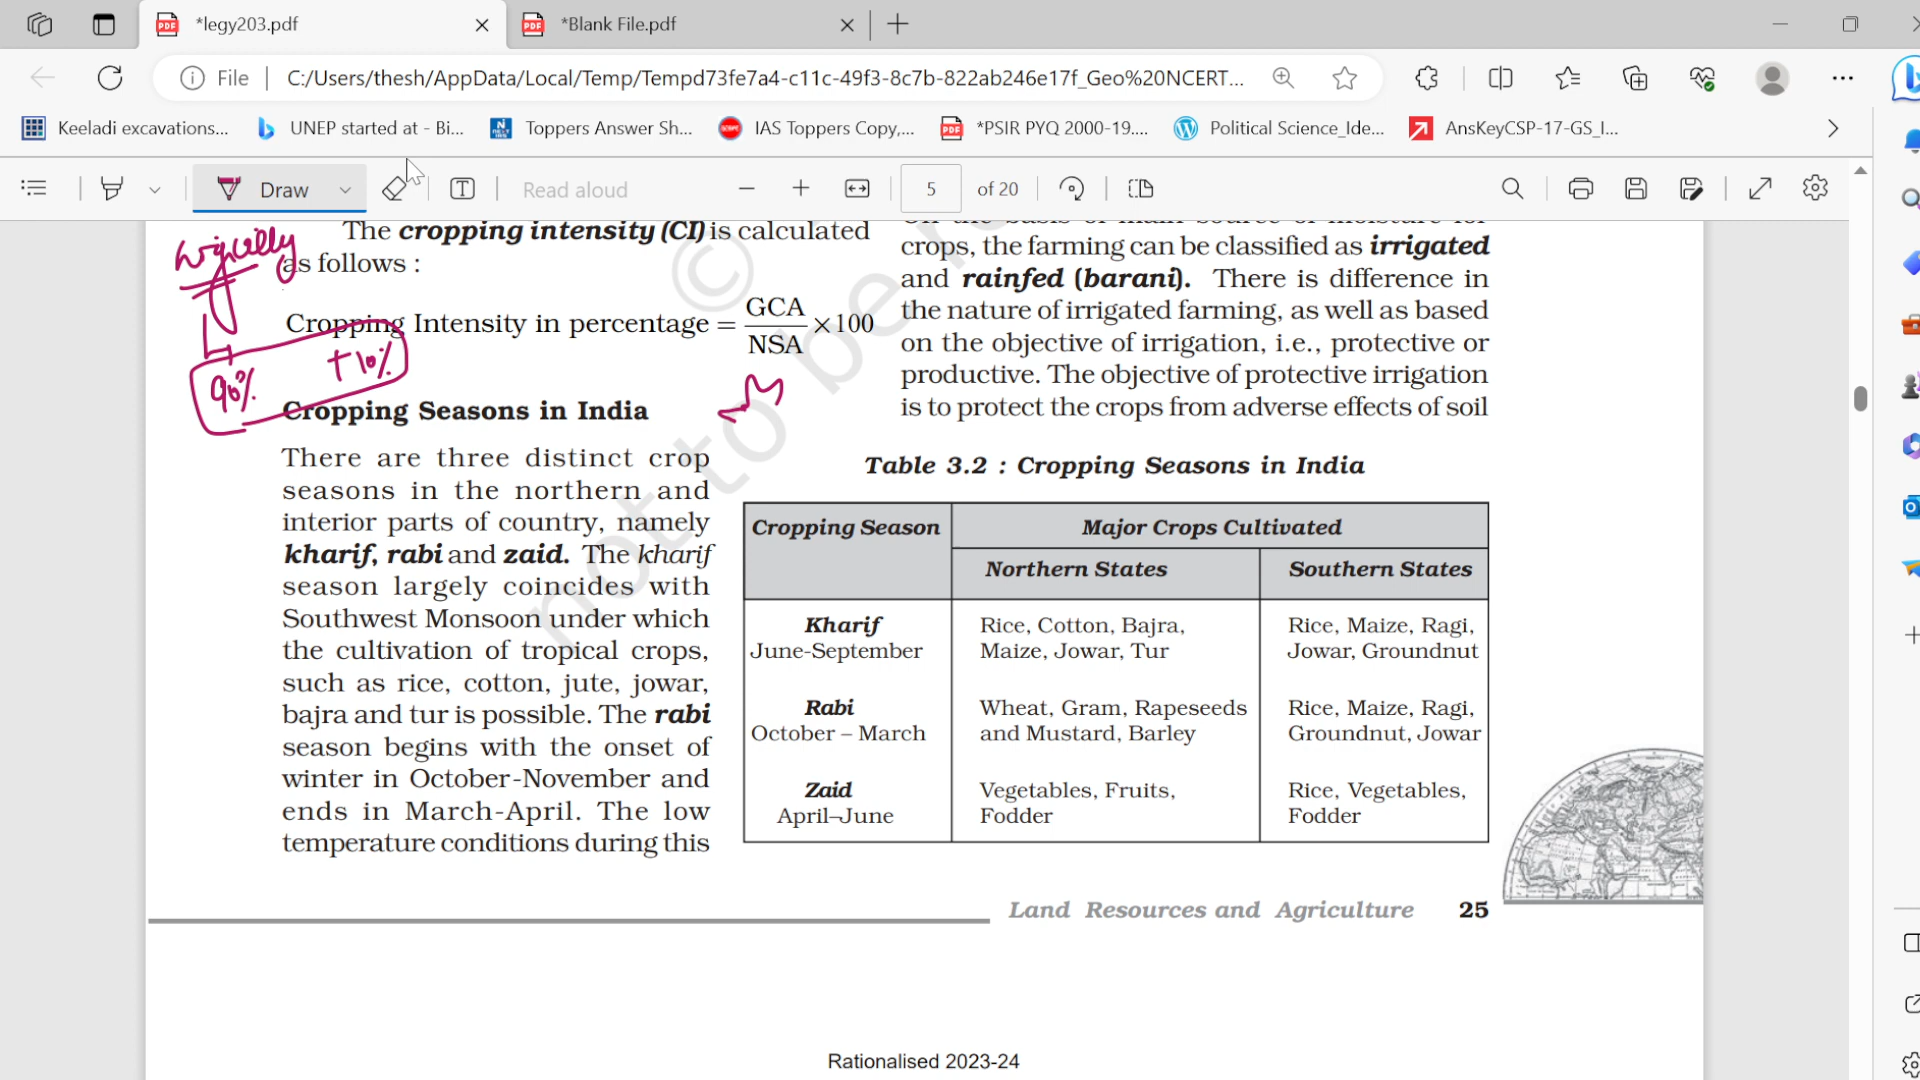 *legy203.pdf
*Blank File.pdf
File
C:/Users/thesh/AppData/Local/Temp/Tempd73fe7a4-c11c-49f3-8c7b-822ab246e17f_Geo%20NCERT...
Keeladi excavations...
UNEP started at - Bi...
Toppers Answer Sh...
IAS Toppers Copy,...
*PSIR PYQ 2000-19....
Political Science_Ide...
AnsKeyCSP-17-GS_I...
Draw
Read aloud
5
of 20
The cropping intensity (CI) is calculated
as follows :
Logically
Cropping Intensity in percentage = GCA/NSA ×100
90% +10%
Cropping Seasons in India
There are three distinct crop
seasons in the northern and
interior parts of country, namely
kharif, rabi and zaid. The kharif
season largely coincides with
Southwest Monsoon under which
the cultivation of tropical crops,
such as rice, cotton, jute, jowar,
bajra and tur is possible. The rabi
season begins with the onset of
winter in October-November and
ends in March-April. The low
temperature conditions during this
crops, the farming can be classified as irrigated
and rainfed (barani). There is difference in
the nature of irrigated farming, as well as based
on the objective of irrigation, i.e., protective or
productive. The objective of protective irrigation
is to protect the crops from adverse effects of soil
Table 3.2 : Cropping Seasons in India
Cropping Season
Major Crops Cultivated
Northern States
Southern States
Kharif
June-September
Rice, Cotton, Bajra,
Maize, Jowar, Tur
Rice, Maize, Ragi,
Jowar, Groundnut
Rabi
October – March
Wheat, Gram, Rapeseeds
and Mustard, Barley
Rice, Maize, Ragi,
Groundnut, Jowar
Zaid
April–June
Vegetables, Fruits,
Fodder
Rice, Vegetables,
Fodder
© not to be
Land Resources and Agriculture 25
Rationalised 2023-24